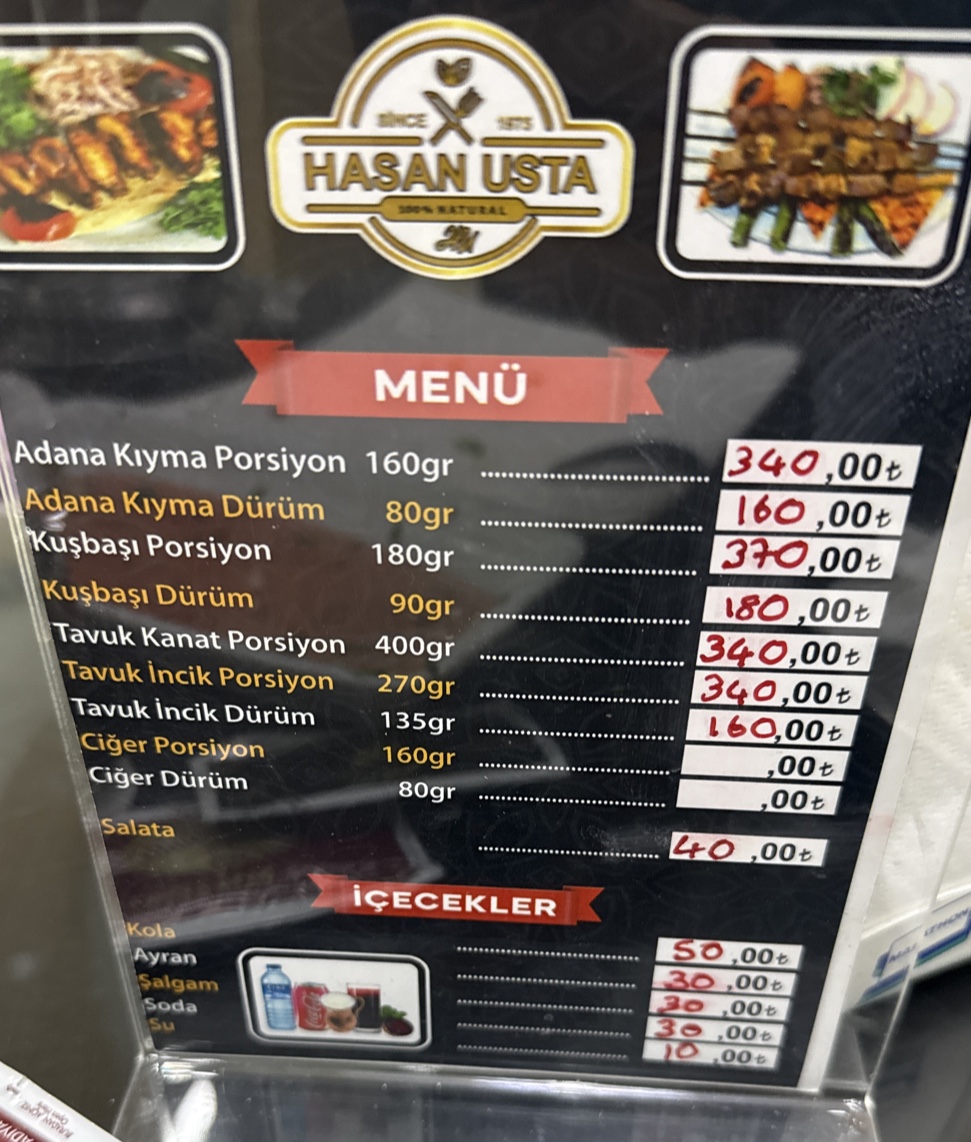 SINCE 1975
HASAN USTA
100% NATURAL
MENÜ
Adana Kıyma Porsiyon 160gr ........ 340,00₺
Adana Kıyma Dürüm 80gr ........ 160,00₺
Kuşbaşı Porsiyon 180gr ........ 370,00₺
Kuşbaşı Dürüm 90gr ........ 180,00₺
Tavuk Kanat Porsiyon 400gr ........ 340,00₺
Tavuk İncik Porsiyon 270gr ........ 340,00₺
Tavuk İncik Dürüm 135gr ........ 160,00₺
Ciğer Porsiyon 160gr ........ ,00₺
Ciğer Dürüm 80gr ........ ,00₺
Salata ........ 40,00₺
İÇECEKLER
Kola ........ 50,00₺
Ayran ........ 30,00₺
Şalgam ........ 30,00₺
Soda ........ 30,00₺
Su ........ 10,00₺